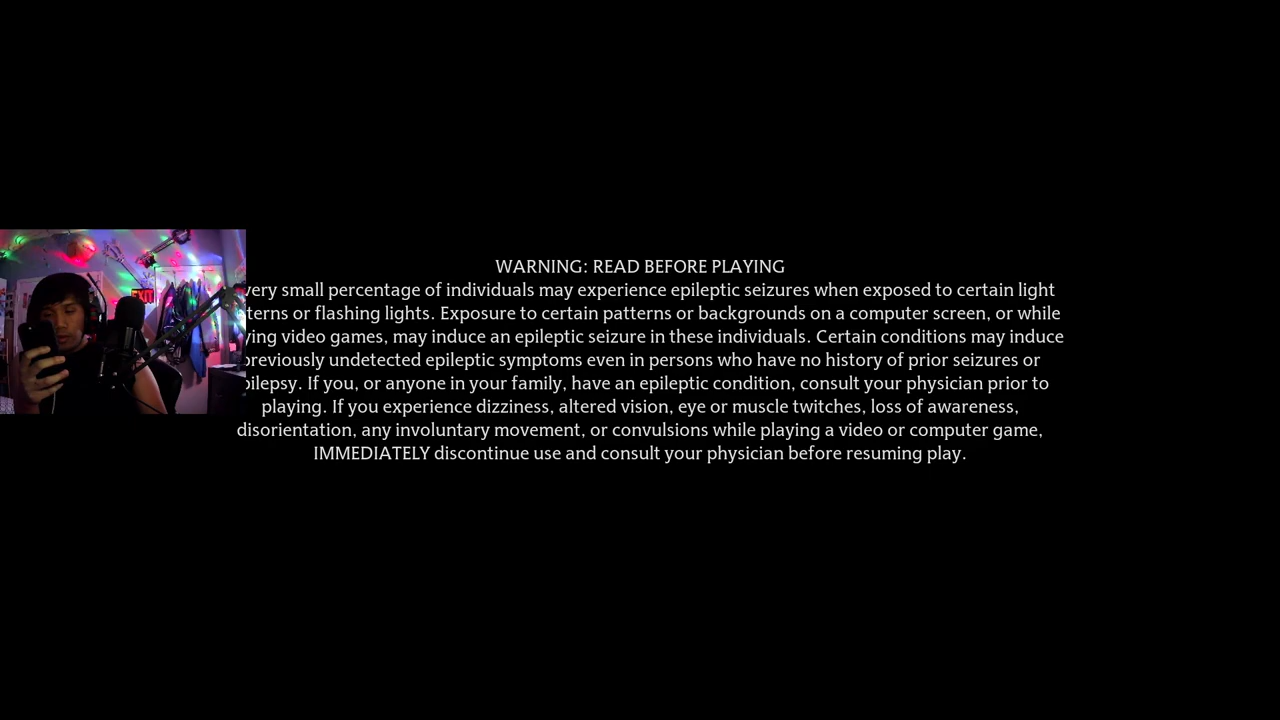 WARNING: READ BEFORE PLAYING
very small percentage of individuals may experience epileptic seizures when exposed to certain light
terns or flashing lights. Exposure to certain patterns or backgrounds on a computer screen, or while
ying video games, may induce an epileptic seizure in these individuals. Certain conditions may induce
previously undetected epileptic symptoms even in persons who have no history of prior seizures or
pilepsy. If you, or anyone in your family, have an epileptic condition, consult your physician prior to
playing. If you experience dizziness, altered vision, eye or muscle twitches, loss of awareness,
disorientation, any involuntary movement, or convulsions while playing a video or computer game,
IMMEDIATELY discontinue use and consult your physician before resuming play.
EXIT